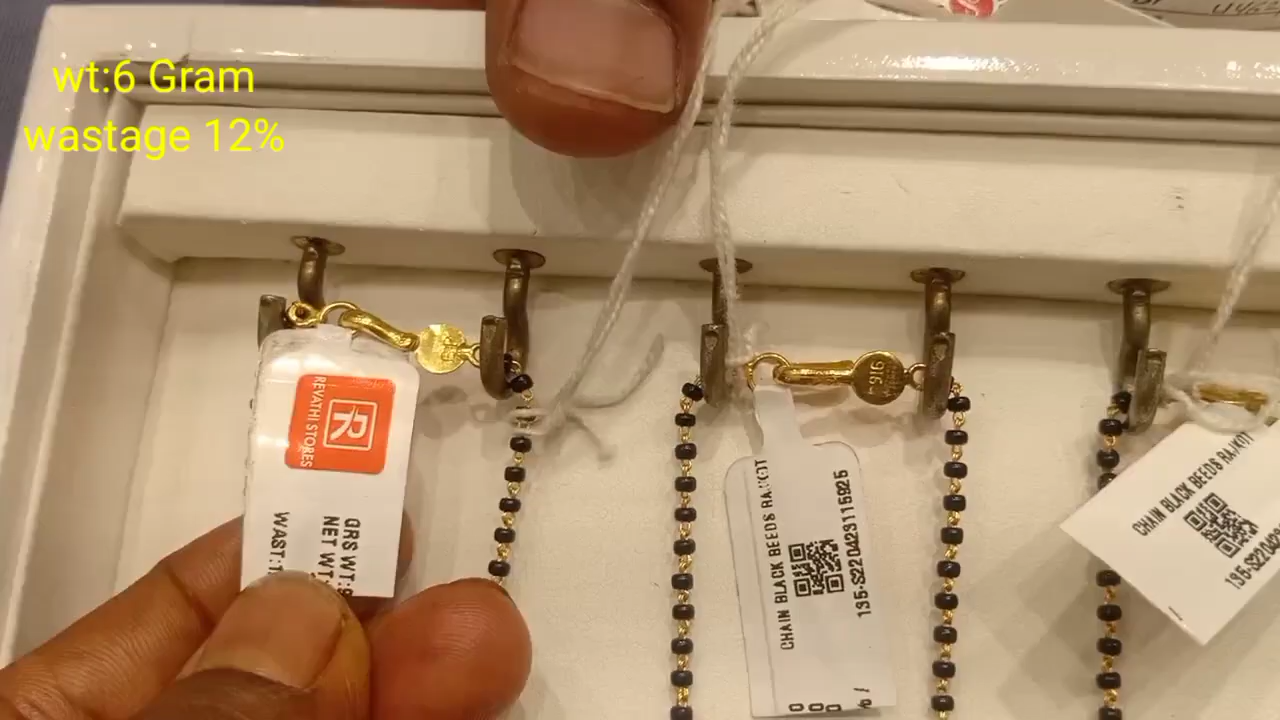 wt:6 Gram
wastage 12%
REVATHI STORES
R
GRS WT:
NET WT:
WAST:1
916
CHAIN BLACK BEEDS RAJKOT
135-S220423115925
CHAIN BLACK BEEDS RAJKOT